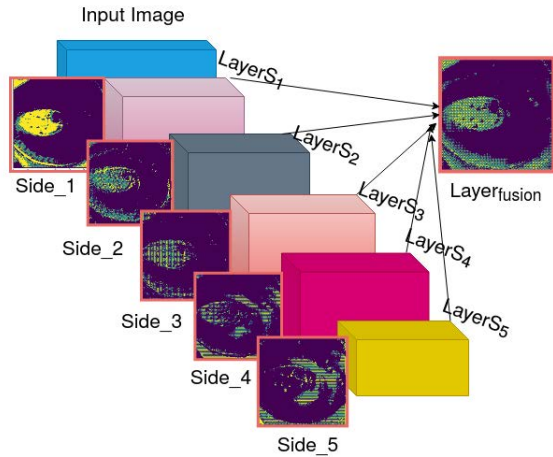 Input Image
LayerS1
LayerS2
Side_1
LayerS3
Layerfusion
Side_2
LayerS4
Side_3
LayerS5
Side_4
Side_5